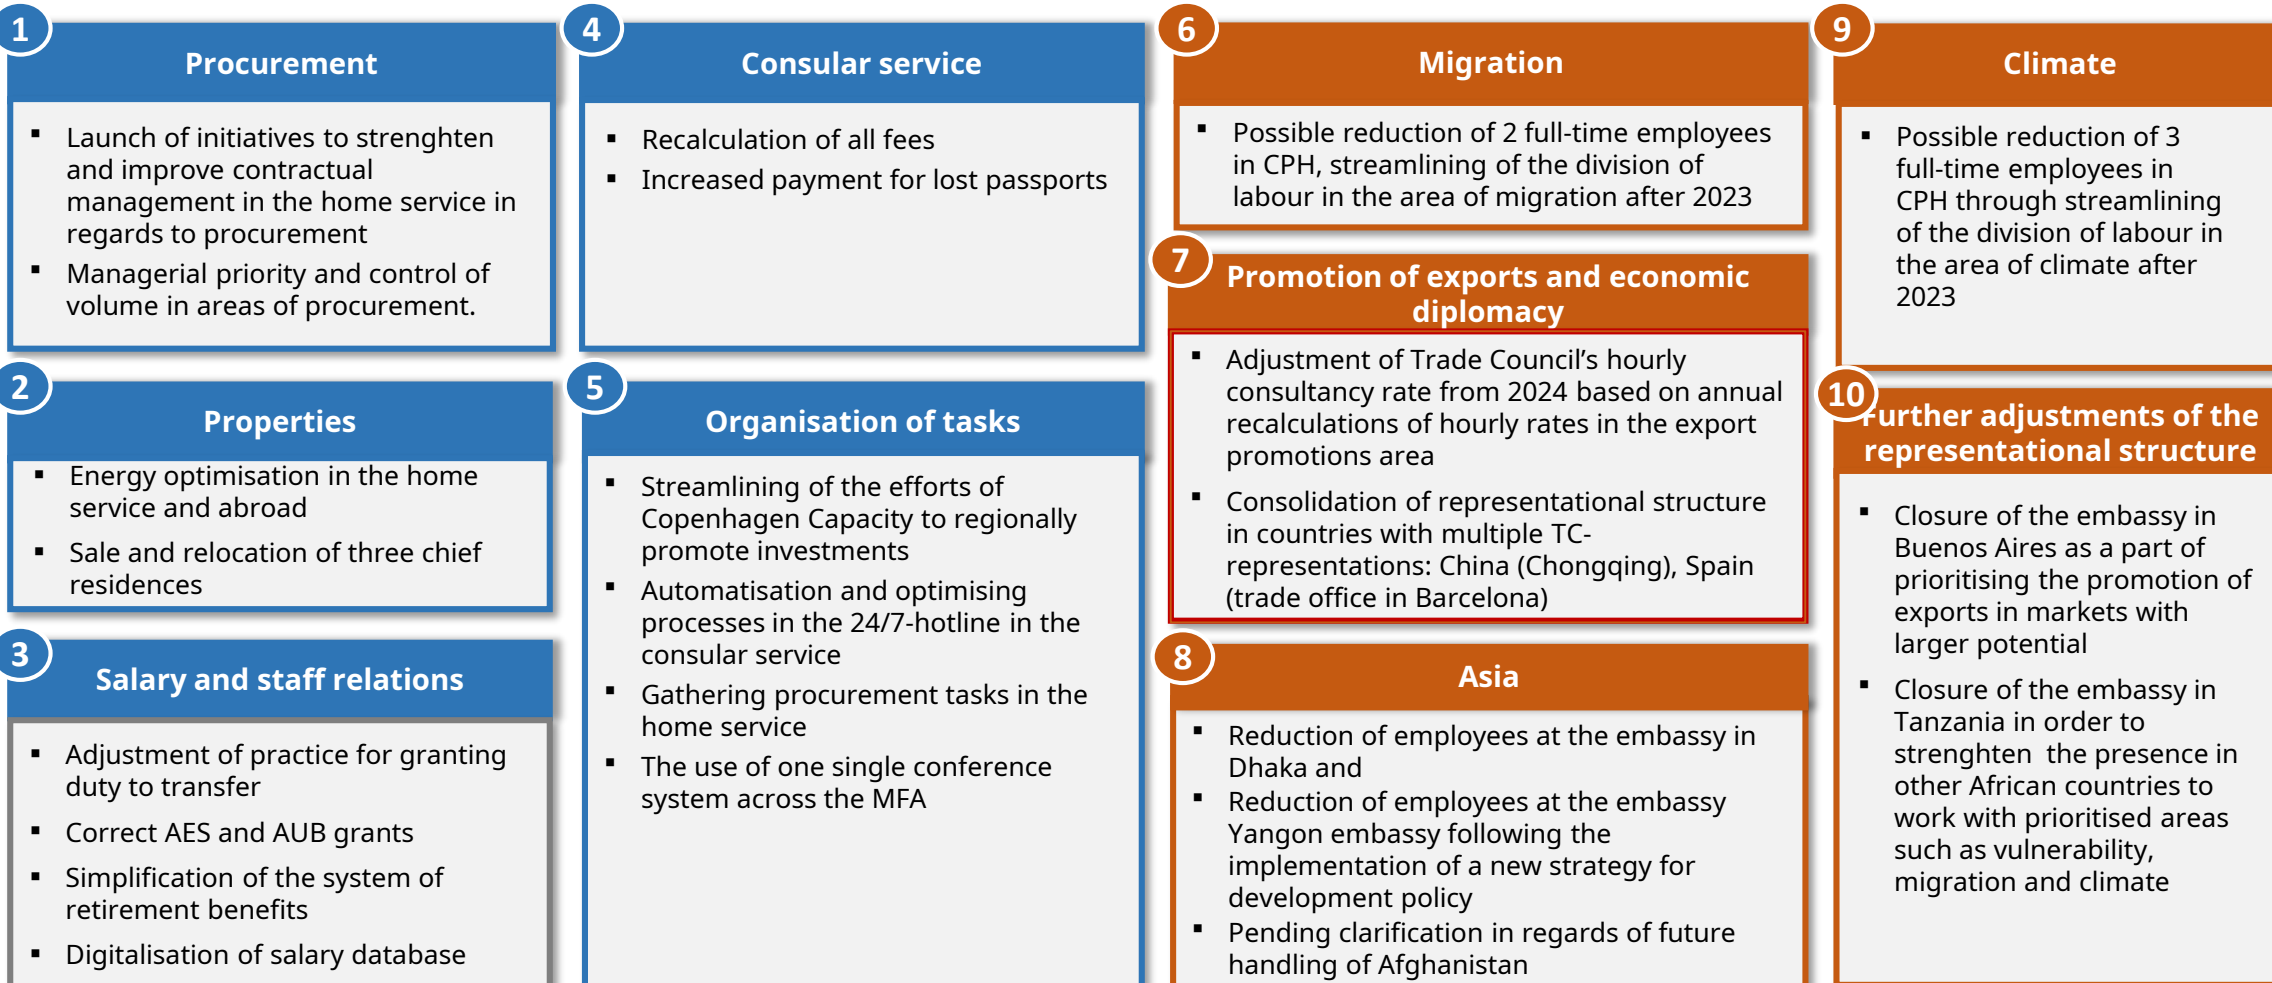 1
Procurement
▪ Launch of initiatives to strenghten
and improve contractual
management in the home service in
regards to procurement
▪ Managerial priority and control of
volume in areas of procurement.
2
Properties
▪ Energy optimisation in the home
service and abroad
▪ Sale and relocation of three chief
residences
3
Salary and staff relations
▪ Adjustment of practice for granting
duty to transfer
▪ Correct AES and AUB grants
▪ Simplification of the system of
retirement benefits
▪ Digitalisation of salary database
4
Consular service
▪ Recalculation of all fees
▪ Increased payment for lost passports
5
Organisation of tasks
▪ Streamlining of the efforts of
Copenhagen Capacity to regionally
promote investments
▪ Automatisation and optimising
processes in the 24/7-hotline in the
consular service
▪ Gathering procurement tasks in the
home service
▪ The use of one single conference
system across the MFA
6
Migration
▪ Possible reduction of 2 full-time employees
in CPH, streamlining of the division of
labour in the area of migration after 2023
7
Promotion of exports and economic
diplomacy
▪ Adjustment of Trade Council’s hourly
consultancy rate from 2024 based on annual
recalculations of hourly rates in the export
promotions area
▪ Consolidation of representational structure
in countries with multiple TC-
representations: China (Chongqing), Spain
(trade office in Barcelona)
8
Asia
▪ Reduction of employees at the embassy in
Dhaka and
▪ Reduction of employees at the embassy
Yangon embassy following the
implementation of a new strategy for
development policy
▪ Pending clarification in regards of future
handling of Afghanistan
9
Climate
▪ Possible reduction of 3
full-time employees in
CPH through streamlining
of the division of labour in
the area of climate after
2023
10
Further adjustments of the
representational structure
▪ Closure of the embassy in
Buenos Aires as a part of
prioritising the promotion of
exports in markets with
larger potential
▪ Closure of the embassy in
Tanzania in order to
strenghten  the presence in
other African countries to
work with prioritised areas
such as vulnerability,
migration and climate